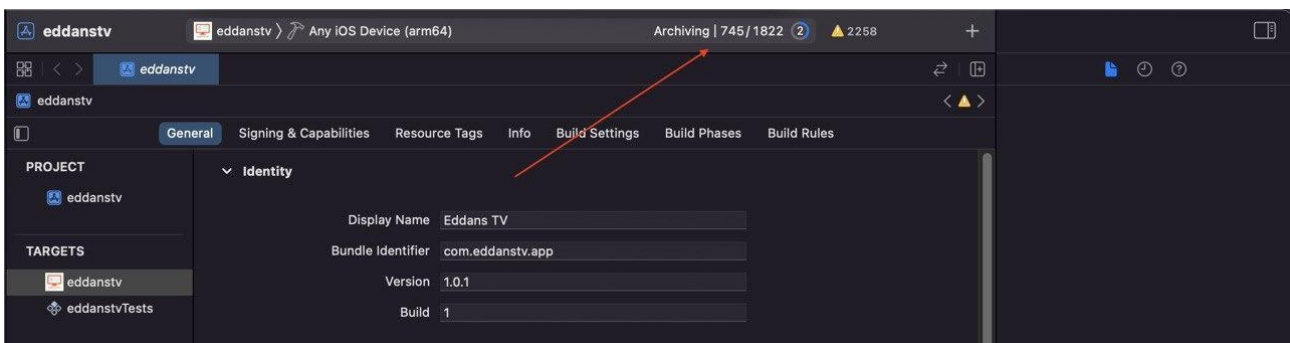 eddanstv
eddanstv 〉 Any iOS Device (arm64)
Archiving | 745/1822 2 2258 +
eddanstv
eddanstv
General Signing & Capabilities Resource Tags Info Build Settings Build Phases Build Rules
PROJECT
eddanstv
TARGETS
eddanstv
eddanstvTests
Identity
Display Name Eddans TV
Bundle Identifier com.eddanstv.app
Version 1.0.1
Build 1